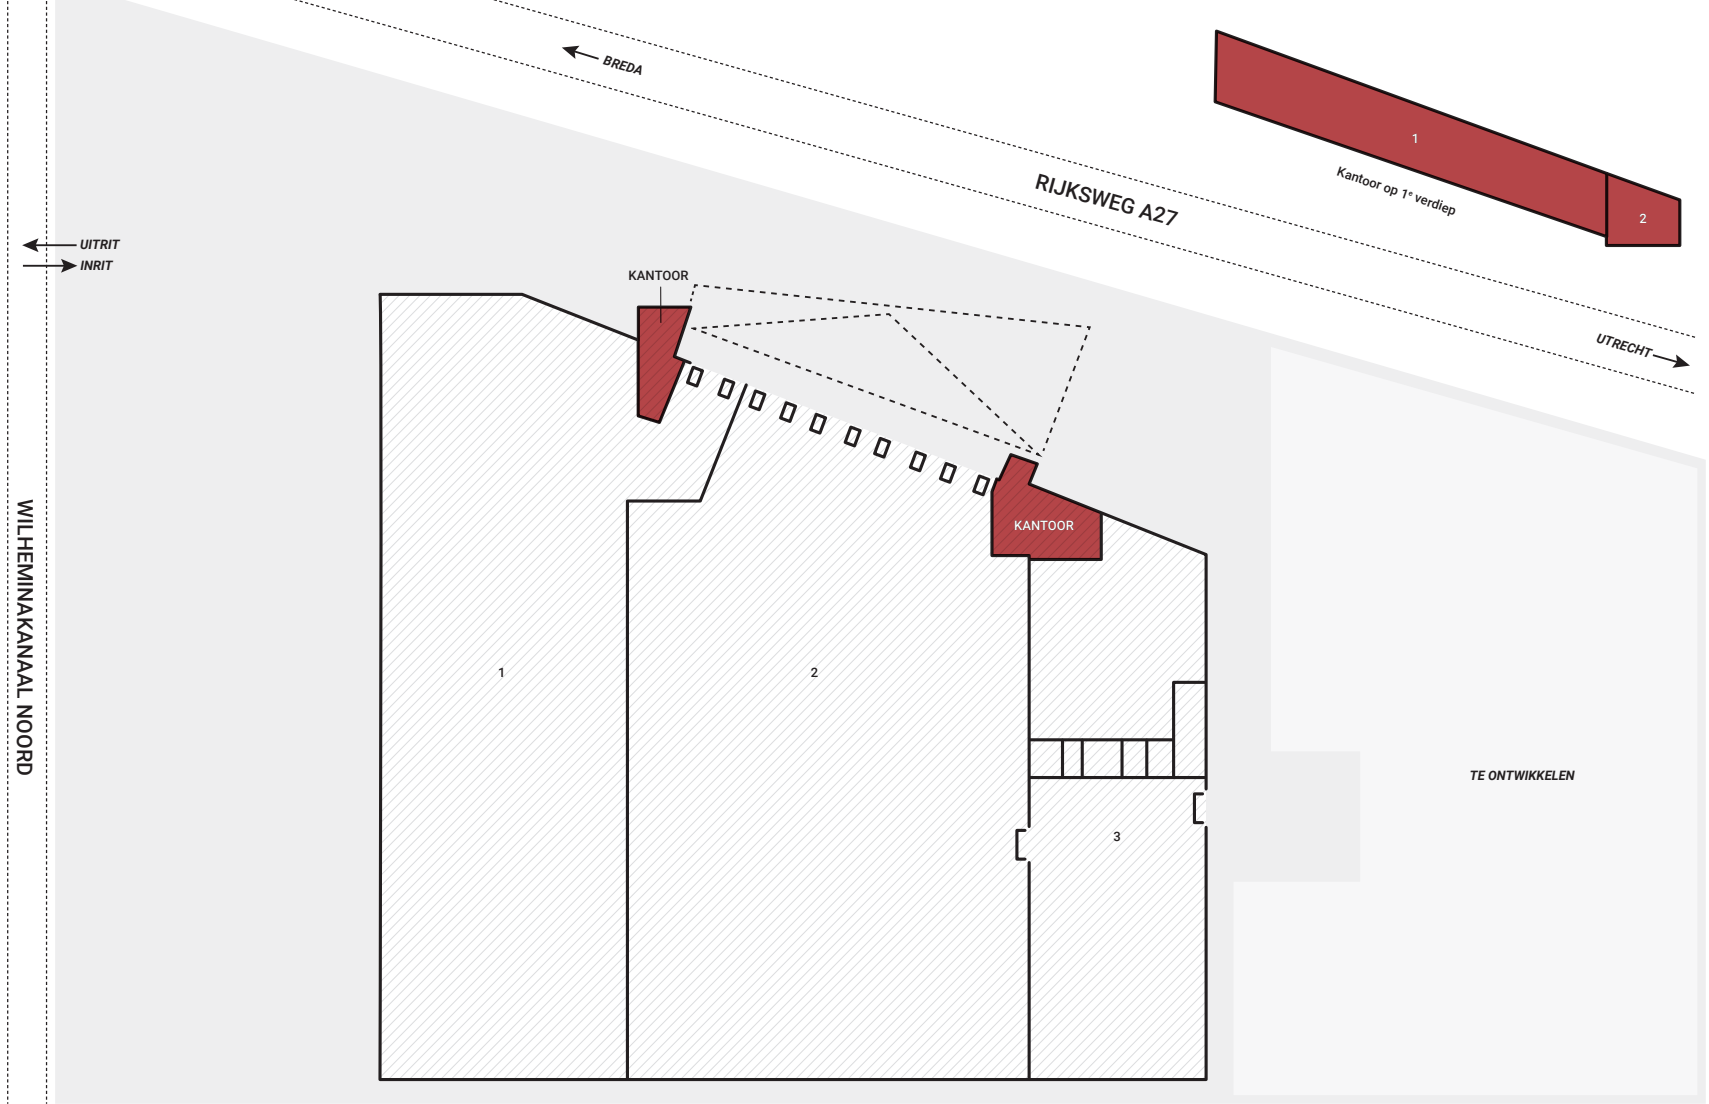 BREDA
1
Kantoor op 1e verdiep
2
RIJKSWEG A27
UITRIT
INRIT
KANTOOR
UTRECHT
KANTOOR
WILHEMINAKANAAL NOORD
1
2
TE ONTWIKKELEN
3